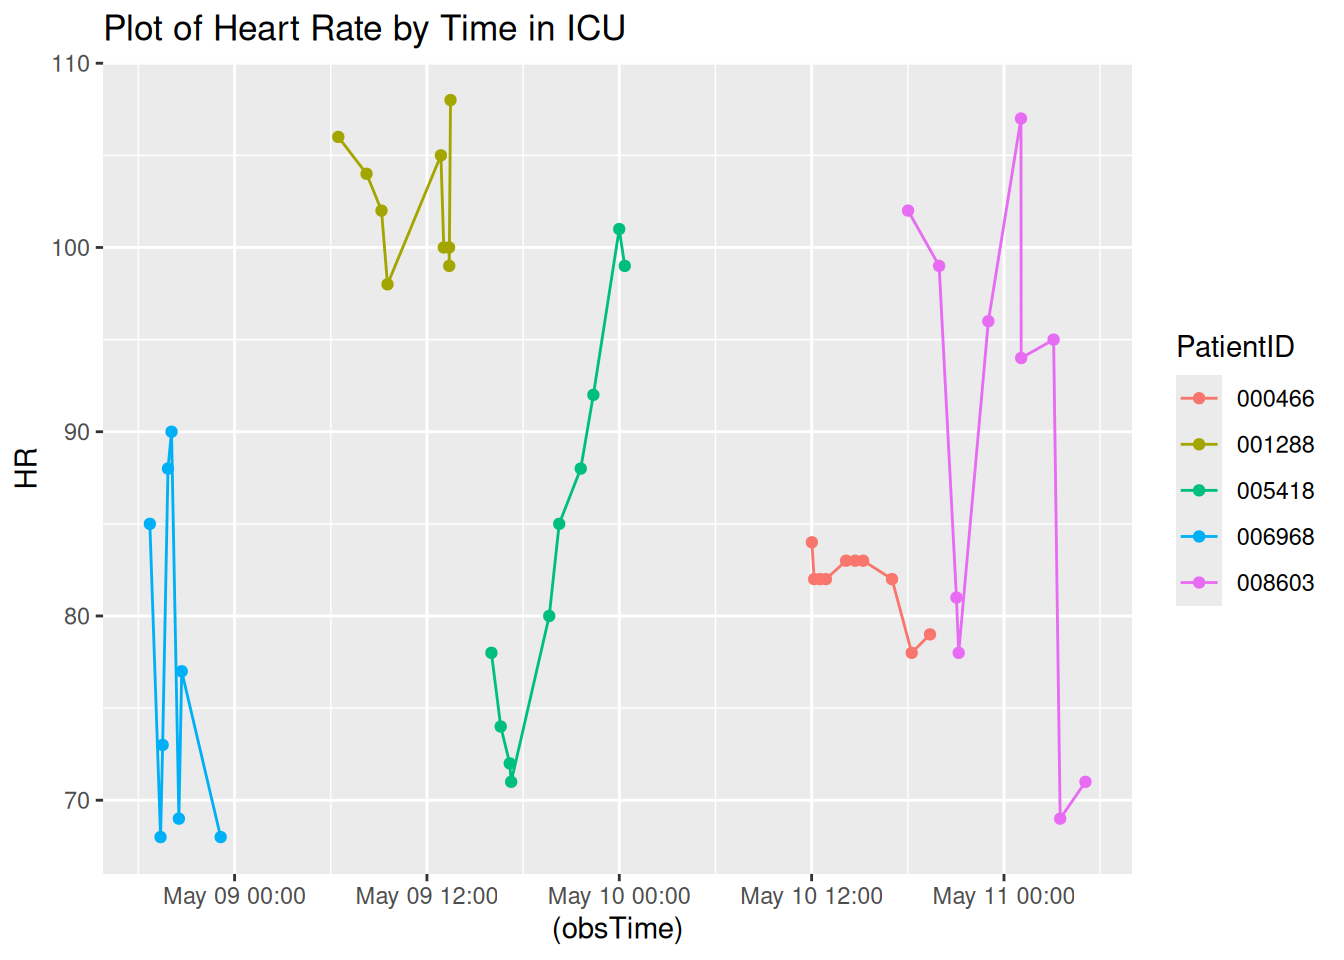 Plot of Heart Rate by Time in ICU
110
100
90
80
70
HR
May 09 00:00
May 09 12:00
May 10 00:00
May 10 12:00
May 11 00:00
(obsTime)
PatientID
000466
001288
005418
006968
008603